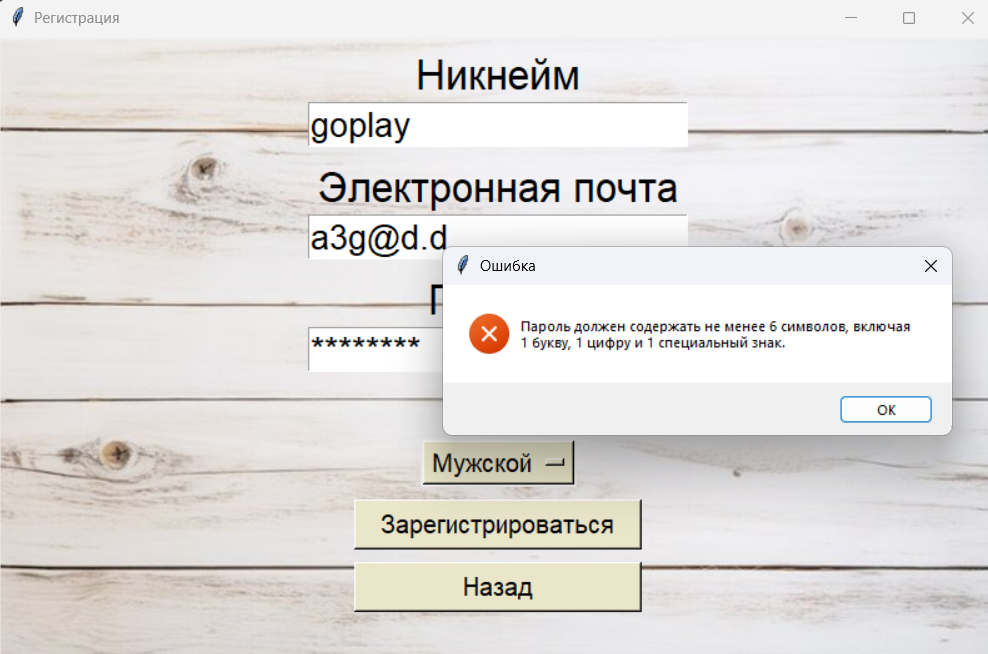 Регистрация
Никнейм
goplay
Электронная почта
a3g@d.d
Ошибка
Пароль должен содержать не менее 6 символов, включая
1 букву, 1 цифру и 1 специальный знак.
OK
********
Мужской
Зарегистрироваться
Назад